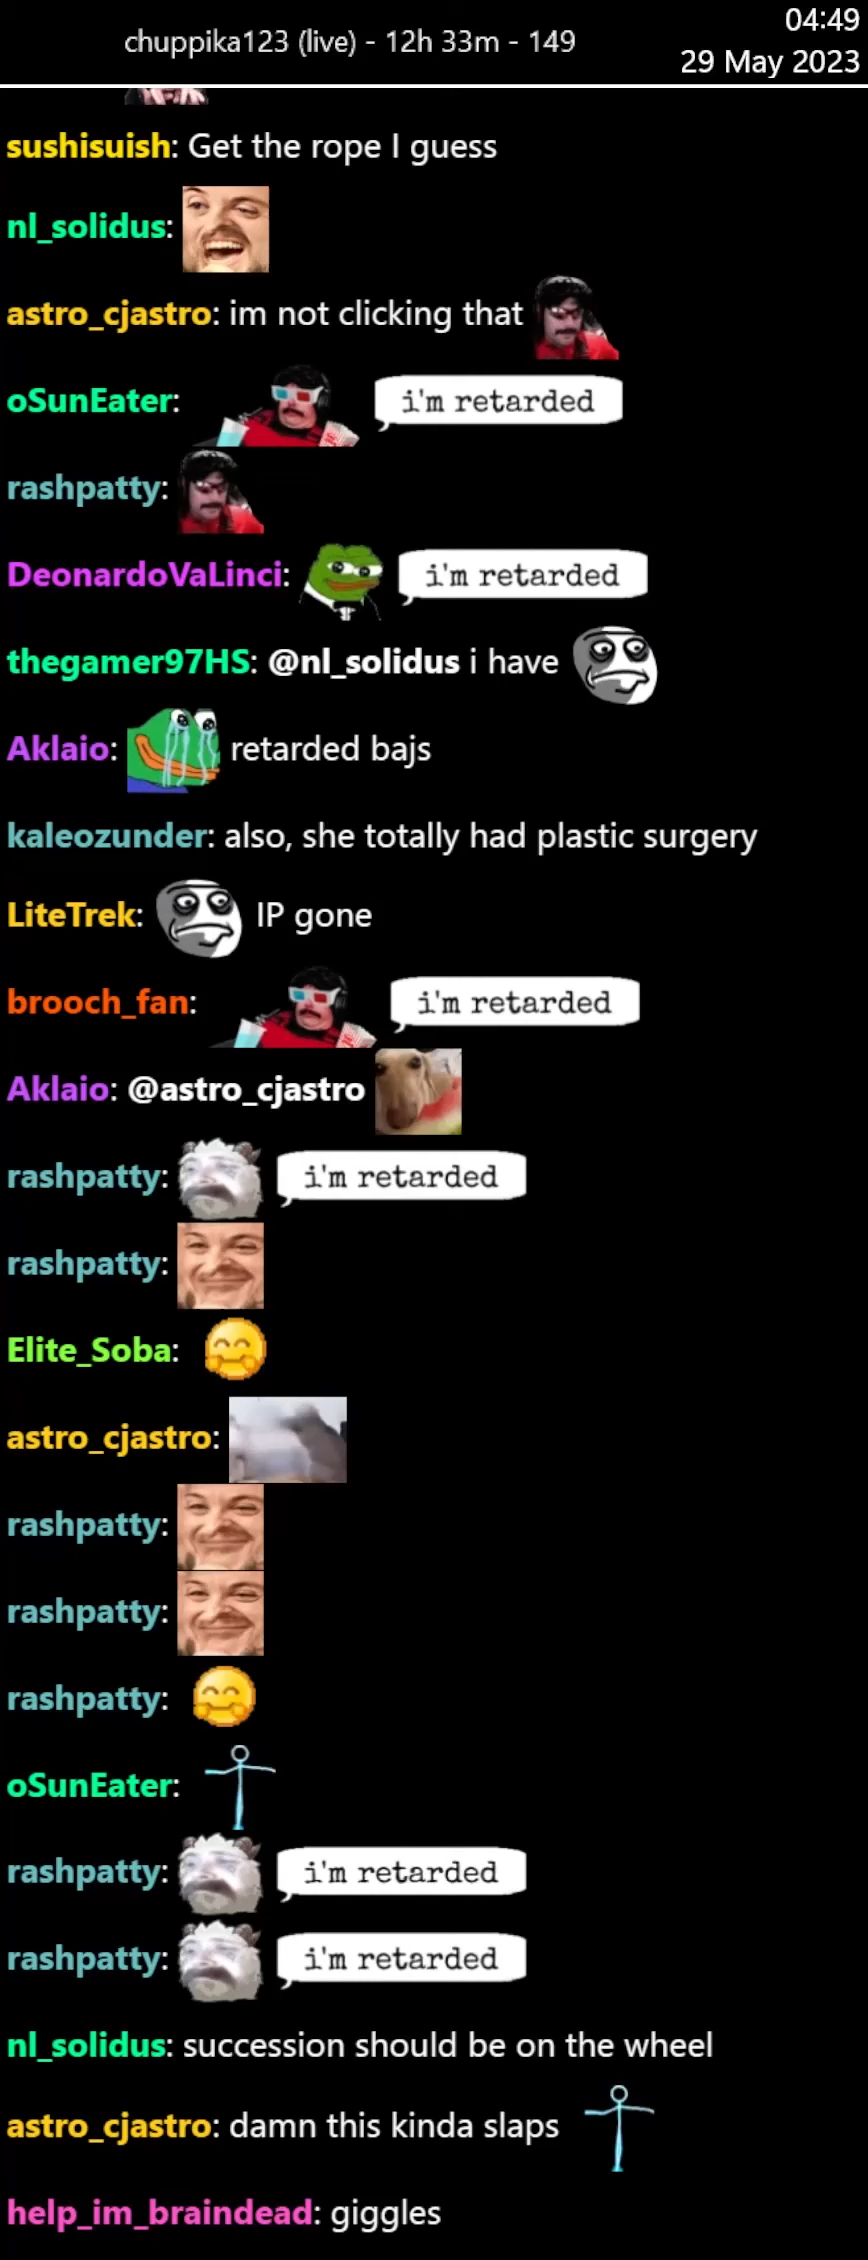 04:49
chuppika123 (live) - 12h 33m - 149
29 May 2023
sushisuish: Get the rope I guess
nl_solidus:
astro_cjastro: im not clicking that
oSunEater: i'm retarded
rashpatty:
DeonardoVaLinci: i'm retarded
thegamer97HS: @nl_solidus i have
Aklaio: retarded bajs
kaleozunder: also, she totally had plastic surgery
LiteTrek: IP gone
brooch_fan: i'm retarded
Aklaio: @astro_cjastro
rashpatty: i'm retarded
rashpatty:
Elite_Soba:
astro_cjastro:
rashpatty:
rashpatty:
rashpatty:
oSunEater:
rashpatty: i'm retarded
rashpatty: i'm retarded
nl_solidus: succession should be on the wheel
astro_cjastro: damn this kinda slaps
help_im_braindead: giggles